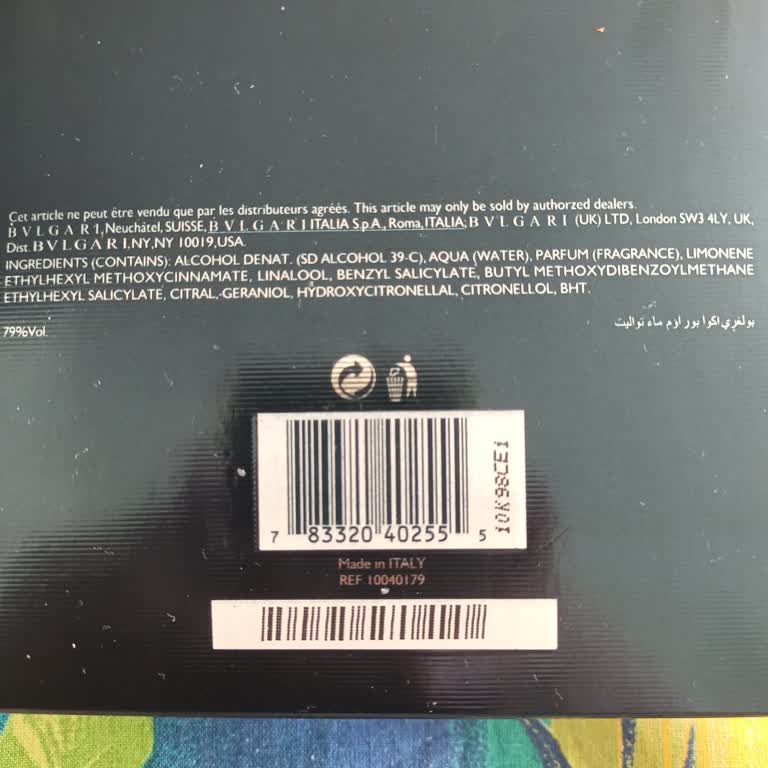 Cet article ne peut être vendu que par les distributeurs agréés. This article may only be sold by authorzed dealers.
BVLGARI, Neuchâtel, SUISSE, BVLGARI ITALIA S.p.A, Roma, ITALIA; BVLGARI (UK) LTD, London SW3 4LY, UK,
Dist. BVLGARI, NY, NY 10019, USA.
INGREDIENTS (CONTAINS): ALCOHOL DENAT. (SD ALCOHOL 39-C), AQUA (WATER), PARFUM (FRAGRANCE), LIMONENE
ETHYLHEXYL METHOXYCINNAMATE, LINALOOL, BENZYL SALICYLATE, BUTYL METHOXYDIBENZOYLMETHANE
ETHYLHEXYL SALICYLATE, CITRAL,-GERANIOL, HYDROXYCITRONELLAL, CITRONELLOL, BHT.
79%Vol.
بولغري اكوا بور اوم ماء تواليت
10K98CE1
7 83320 40255 5
Made in ITALY
REF 10040179